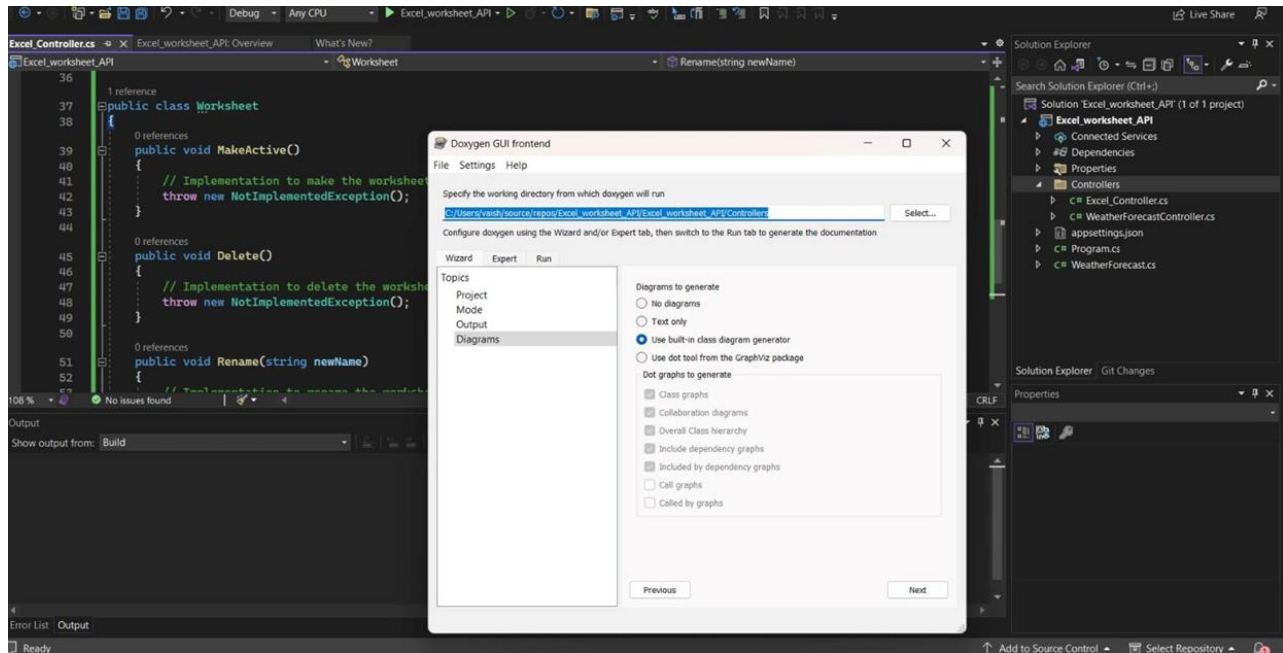 Debug
Any CPU
Excel_worksheet_API
Live Share
Excel_Controller.cs
Excel_worksheet_API: Overview
What's New?
Excel_worksheet_API
Worksheet
Rename(string newName)
36
1 reference
37 public class Worksheet
38 {
0 references
39 public void MakeActive()
40 {
41 // Implementation to make the worksheet
42 throw new NotImplementedException();
43 }
44
0 references
45 public void Delete()
46 {
47 // Implementation to delete the workshe
48 throw new NotImplementedException();
49 }
50
0 references
51 public void Rename(string newName)
52 {
53 // Implementation to rename the workshe
108 %
No issues found
CRLF
Output
Show output from: Build
Error List Output
Ready
Doxygen GUI frontend
File Settings Help
Specify the working directory from which doxygen will run
C:/Users/vaish/source/repos/Excel_worksheet_API/Excel_worksheet_API/Controllers
Select...
Configure doxygen using the Wizard and/or Expert tab, then switch to the Run tab to generate the documentation
Wizard Expert Run
Topics
Project
Mode
Output
Diagrams
Diagrams to generate
No diagrams
Text only
Use built-in class diagram generator
Use dot tool from the GraphViz package
Dot graphs to generate
Class graphs
Collaboration diagrams
Overall Class hierarchy
Include dependency graphs
Included by dependency graphs
Call graphs
Called by graphs
Previous
Next
Solution Explorer
Search Solution Explorer (Ctrl+;)
Solution 'Excel_worksheet_API' (1 of 1 project)
Excel_worksheet_API
Connected Services
Dependencies
Properties
Controllers
C# Excel_Controller.cs
C# WeatherForecastController.cs
appsettings.json
C# Program.cs
C# WeatherForecast.cs
Solution Explorer Git Changes
Properties
Add to Source Control
Select Repository